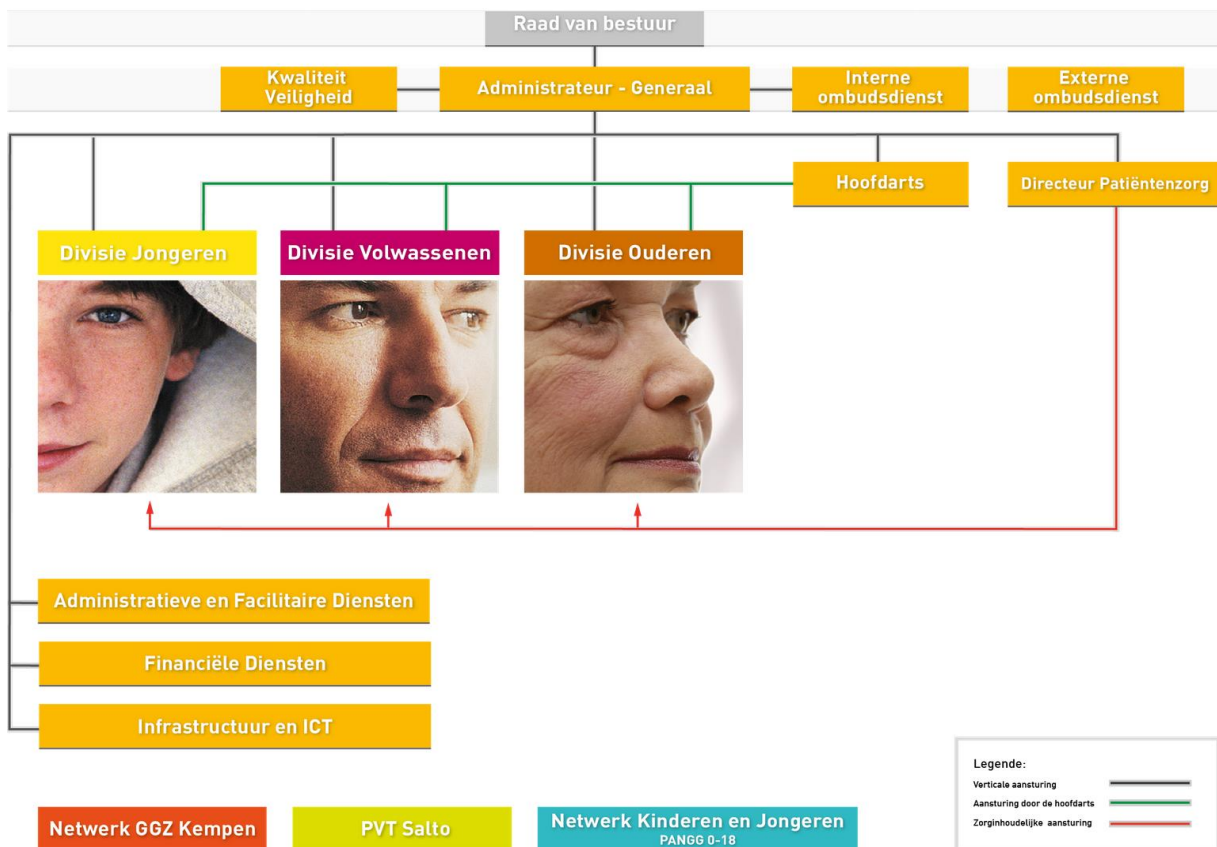 Raad van bestuur
Kwaliteit
Veiligheid
Administrateur - Generaal
Interne
ombudsdienst
Externe
ombudsdienst
Hoofdarts
Directeur Patiëntenzorg
Divisie Jongeren
Divisie Volwassenen
Divisie Ouderen
Administratieve en Facilitaire Diensten
Financiële Diensten
Infrastructuur en ICT
Legende:
Verticale aansturing
Aansturing door de hoofdarts
Zorginhoudelijke aansturing
Netwerk GGZ Kempen
PVT Salto
Netwerk Kinderen en Jongeren
PANGG 0-18